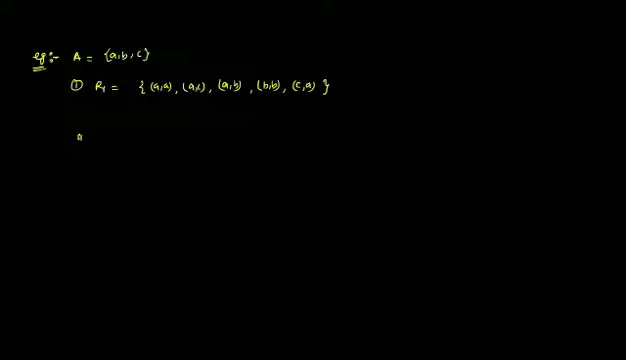 eg:- A = {a,b,c}
① R₁ = {(a,a), (a,c), (a,b), (b,b), (c,a)}